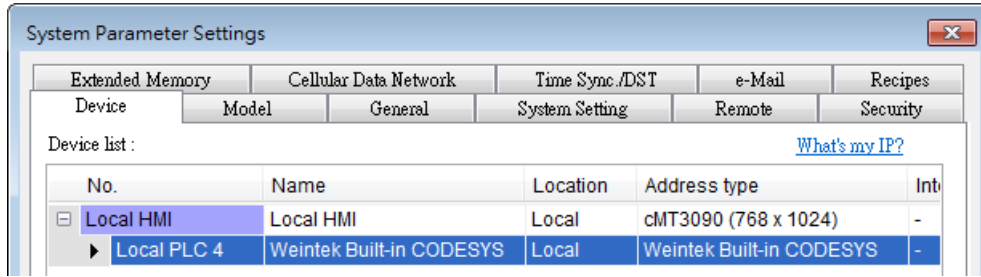 System Parameter Settings
Extended Memory Cellular Data Network Time Sync./DST e-Mail Recipes
Device Model General System Setting Remote Security
Device list : What's my IP?
No. Name Location Address type
Local HMI Local HMI Local cMT3090 (768 x 1024) -
Local PLC 4 Weintek Built-in CODESYS Local Weintek Built-in CODESYS -